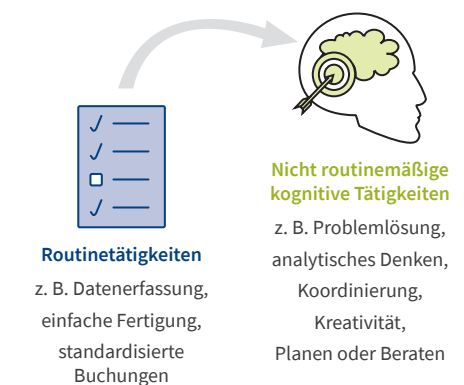 Routinetätigkeiten
z. B. Datenerfassung,
einfache Fertigung,
standardisierte
Buchungen
Nicht routinemäßige
kognitive Tätigkeiten
z. B. Problemlösung,
analytisches Denken,
Koordinierung,
Kreativität,
Planen oder Beraten